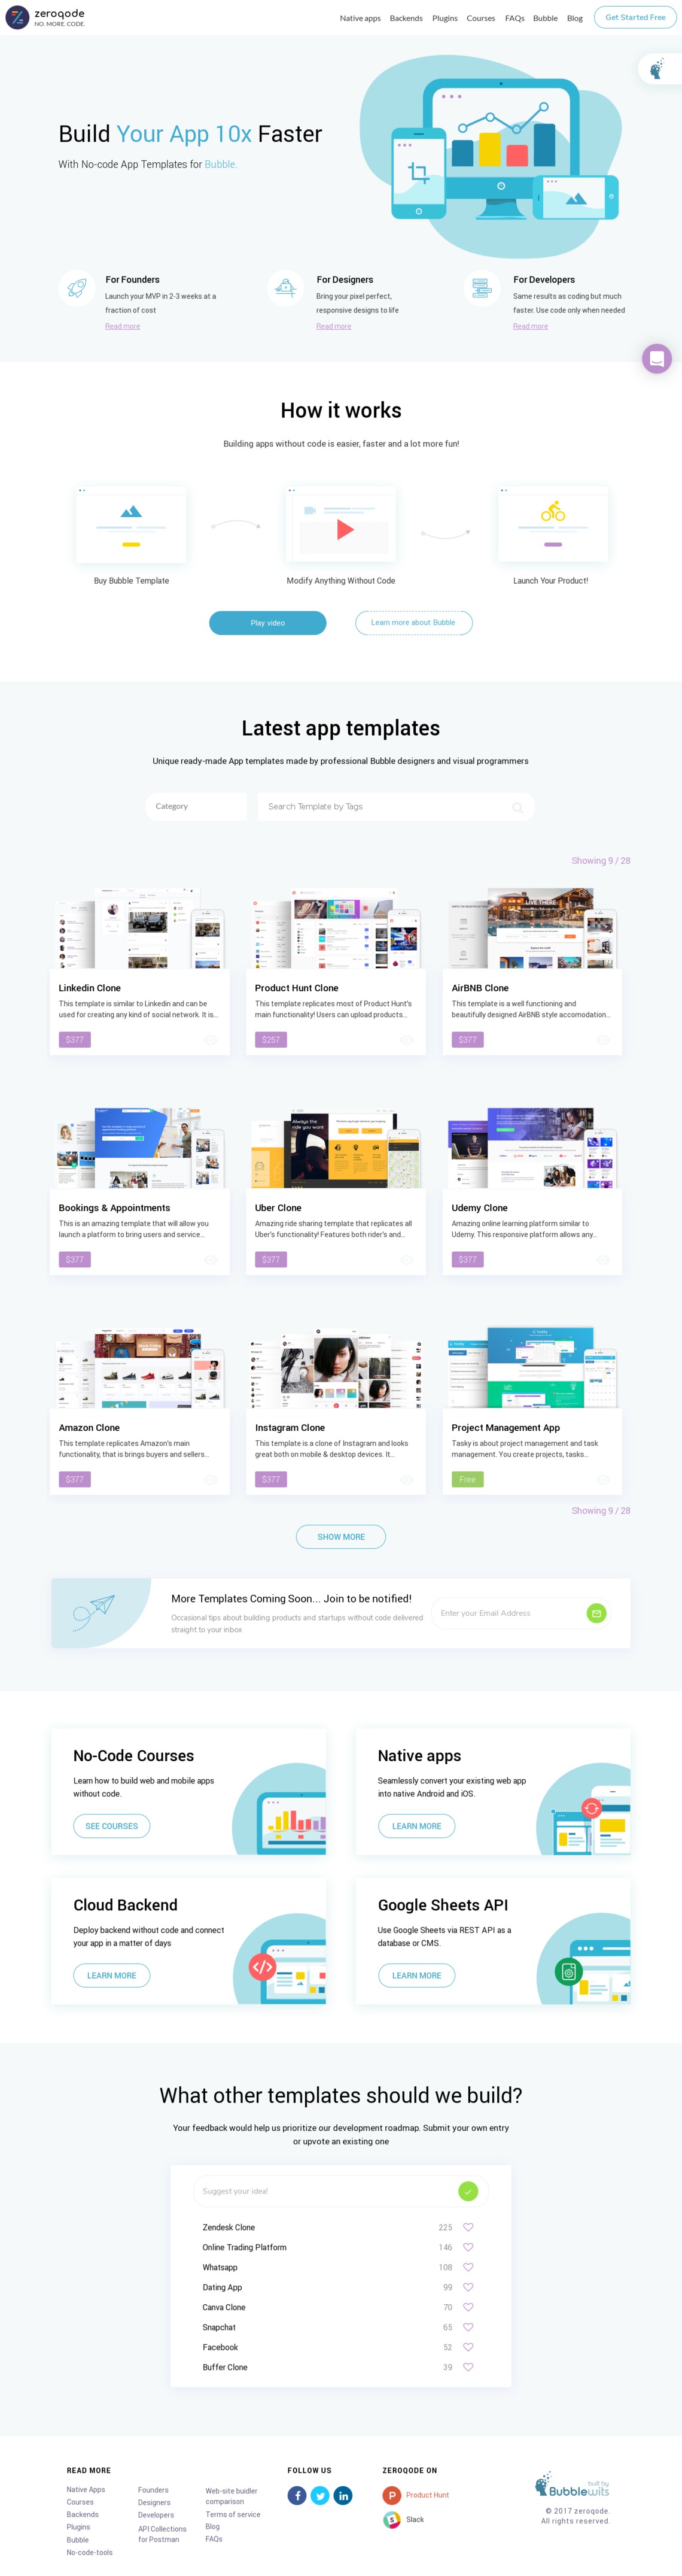 zeroqode
NO. MORE. CODE.
Native apps Backends Plugins Courses FAQs Bubble Blog Get Started Free
Build Your App 10x Faster
With No-code App Templates for Bubble.
For Founders
Launch your MVP in 2-3 weeks at a
fraction of cost
Read more
For Designers
Bring your pixel perfect,
responsive designs to life
Read more
For Developers
Same results as coding but much
faster. Use code only when needed
Read more
How it works
Building apps without code is easier, faster and a lot more fun!
Buy Bubble Template
Modify Anything Without Code
Launch Your Product!
Play video
Learn more about Bubble
Latest app templates
Unique ready-made App templates made by professional Bubble designers and visual programmers
Category
Search Template by Tags
Showing 9 / 28
Linkedin Clone
This template is similar to Linkedin and can be
used for creating any kind of social network. It is...
$377
Product Hunt Clone
This template replicates most of Product Hunt's
main functionality! Users can upload products...
$257
LIVE THERE
AirBNB Clone
This template is a well functioning and
beautifully designed AirBNB style accomodation...
$377
Bookings & Appointments
This is an amazing template that will allow you
launch a platform to bring users and service...
$377
Always the
ride you want
Uber Clone
Amazing ride sharing template that replicates all
Uber's functionality! Features both rider's and...
$377
Udemy Clone
Amazing online learning platform similar to
Udemy. This responsive platform allows any...
$377
Amazon Clone
This template replicates Amazon's main
functionality, that is brings buyers and sellers...
$377
Instagram Clone
This template is a clone of Instagram and looks
great both on mobile & desktop devices. It...
$377
Project Management App
Tasky is about project management and task
management. You create projects, tasks...
Free
Showing 9 / 28
SHOW MORE
More Templates Coming Soon... Join to be notified!
Occasional tips about building products and startups without code delivered
straight to your inbox
Enter your Email Address
No-Code Courses
Learn how to build web and mobile apps
without code.
SEE COURSES
Native apps
Seamlessly convert your existing web app
into native Android and iOS.
LEARN MORE
Cloud Backend
Deploy backend without code and connect
your app in a matter of days
LEARN MORE
Google Sheets API
Use Google Sheets via REST API as a
database or CMS.
LEARN MORE
What other templates should we build?
Your feedback would help us prioritize our development roadmap. Submit your own entry
or upvote an existing one
Suggest your idea!
Zendesk Clone 225
Online Trading Platform 146
Whatsapp 108
Dating App 99
Canva Clone 70
Snapchat 65
Facebook 52
Buffer Clone 39
READ MORE
Native Apps
Courses
Backends
Plugins
Bubble
No-code-tools
Founders
Designers
Developers
API Collections
for Postman
Web-site buidler
comparison
Terms of service
Blog
FAQs
FOLLOW US
ZEROQODE ON
Product Hunt
Slack
built by
Bubblewits
© 2017 zeroqode.
All rights reserved.